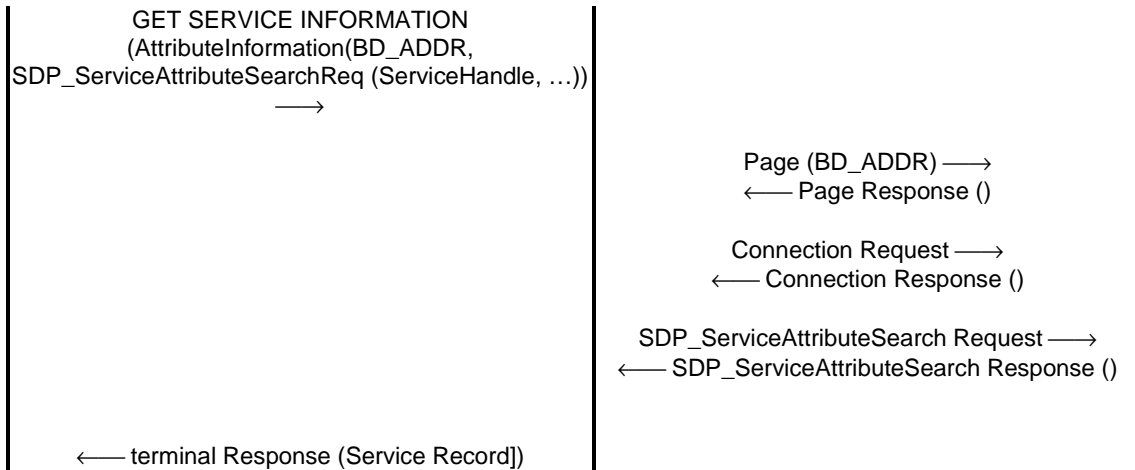 GET SERVICE INFORMATION
(AttributeInformation(BD_ADDR,
SDP_ServiceAttributeSearchReq (ServiceHandle, …))
⟶
Page (BD_ADDR) ⟶
⟵ Page Response ()
Connection Request ⟶
⟵ Connection Response ()
SDP_ServiceAttributeSearch Request ⟶
⟵ SDP_ServiceAttributeSearch Response ()
⟵ terminal Response (Service Record])